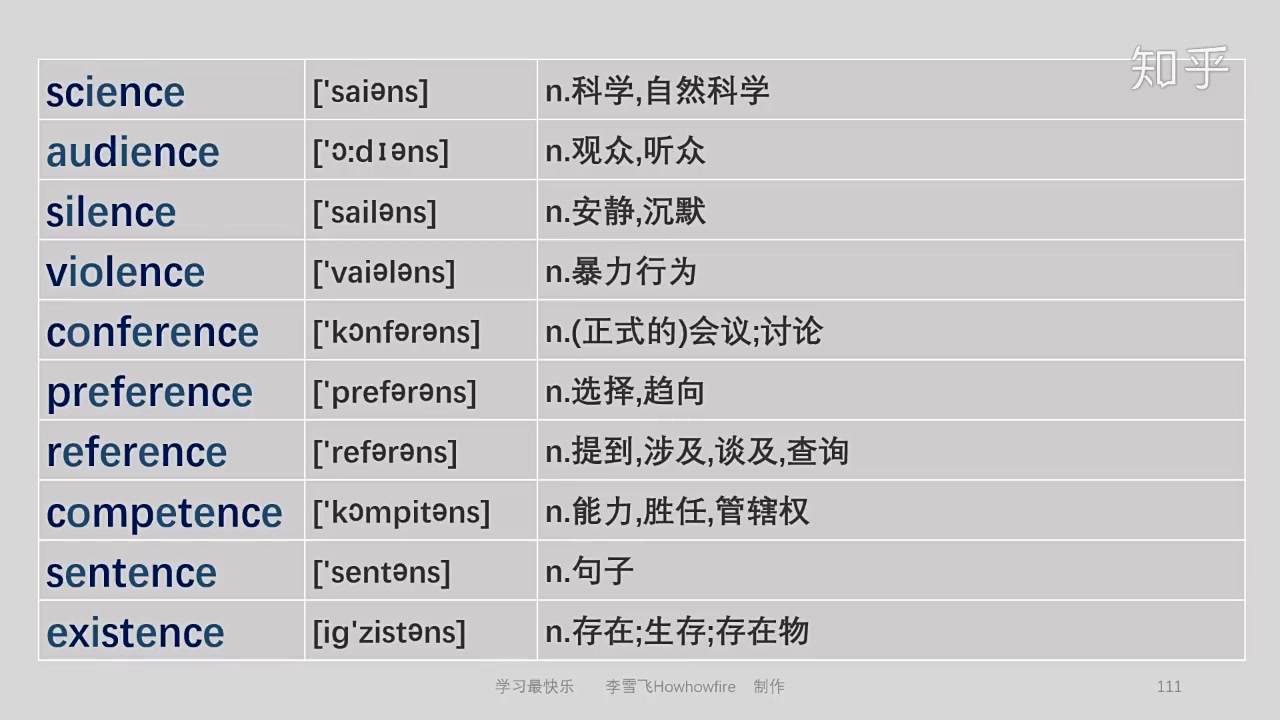 知乎
science ['saiəns] n.科学,自然科学
audience ['ɔ:dɪəns] n.观众,听众
silence ['sailəns] n.安静,沉默
violence ['vaiələns] n.暴力行为
conference ['kɔnfərəns] n.(正式的)会议;讨论
preference ['prefərəns] n.选择,趋向
reference ['refərəns] n.提到,涉及,谈及,查询
competence ['kɔmpitəns] n.能力,胜任,管辖权
sentence ['sentəns] n.句子
existence [ig'zistəns] n.存在;生存;存在物
学习最快乐 李雪飞Howhowfire 制作 111